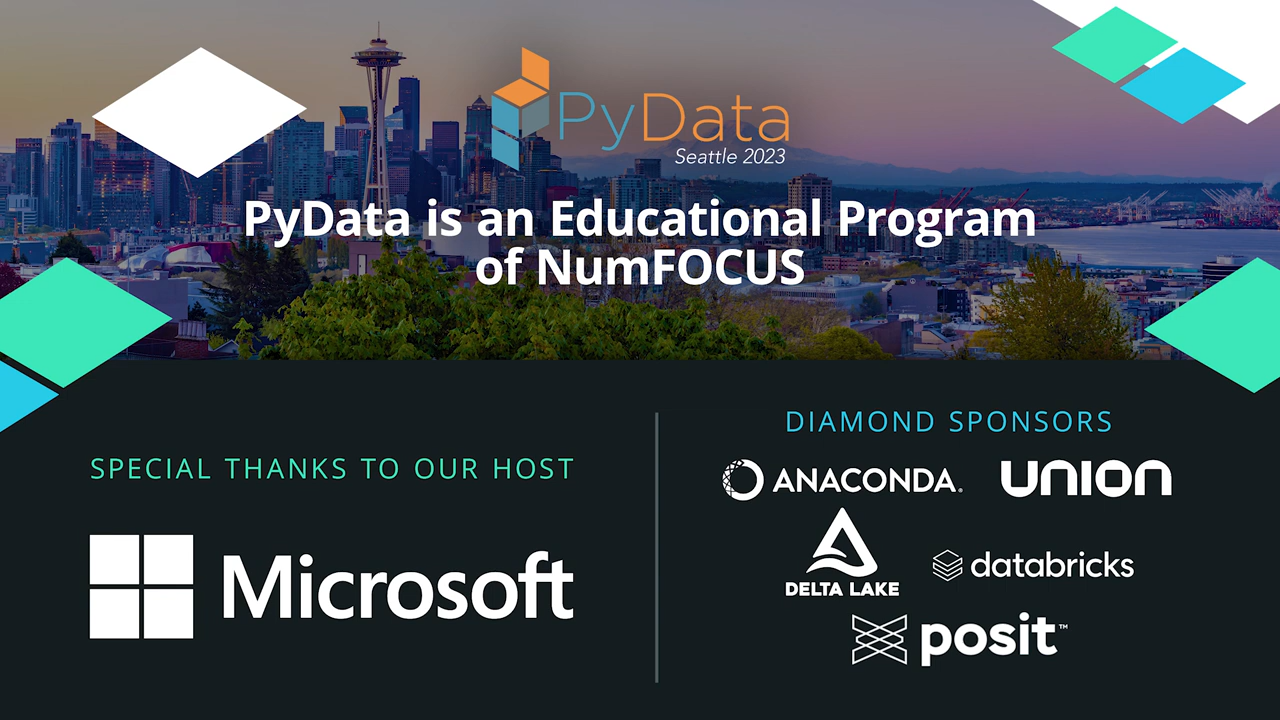 PyData
Seattle 2023
PyData is an Educational Program
of NumFOCUS
SPECIAL THANKS TO OUR HOST
Microsoft
DIAMOND SPONSORS
ANACONDA.
UNION
DELTA LAKE
databricks
posit™